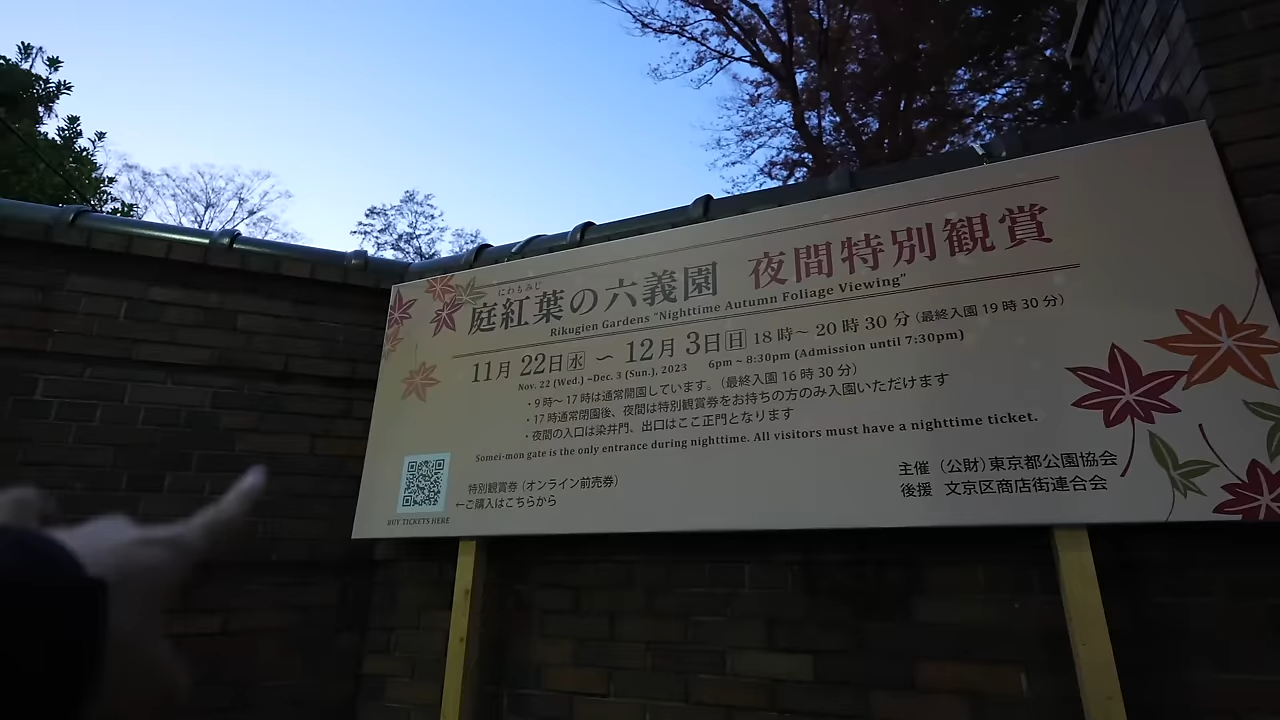 にわもみじ
庭紅葉の六義園 夜間特別観賞
Rikugien Gardens "Nighttime Autumn Foliage Viewing"
11月22日水 〜 12月3日日 18時〜20時30分(最終入園19時30分)
Nov. 22 (Wed.) ~Dec. 3 (Sun.), 2023 6pm ~ 8:30pm (Admission until 7:30pm)
・9時〜17時は通常開園しています。(最終入園16時30分)
・17時通常閉園後、夜間は特別観賞券をお持ちの方のみ入園いただけます
・夜間の入口は染井門、出口はここ正門となります
Somei-mon gate is the only entrance during nighttime. All visitors must have a nighttime ticket.
特別観賞券(オンライン前売券)
←ご購入はこちらから
BUY TICKETS HERE
主催(公財)東京都公園協会
後援 文京区商店街連合会